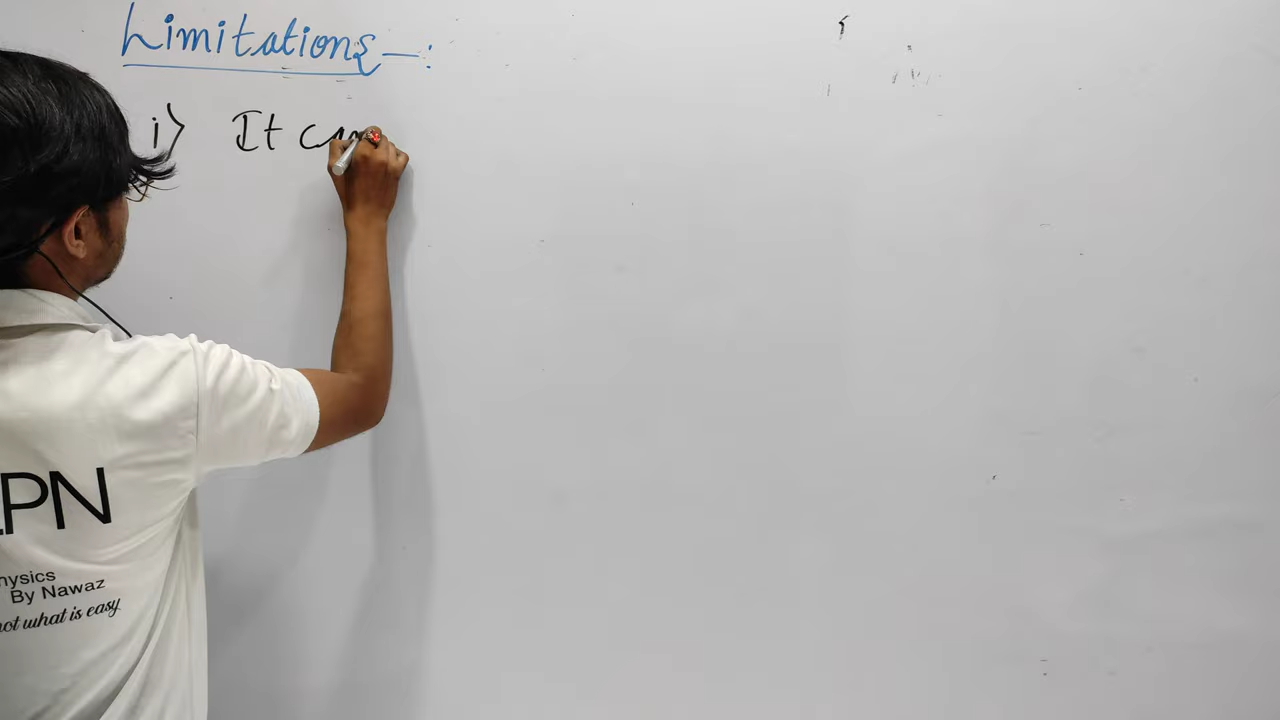 Limitations-:
i> It can
PN
hysics
By Nawaz
not what is easy